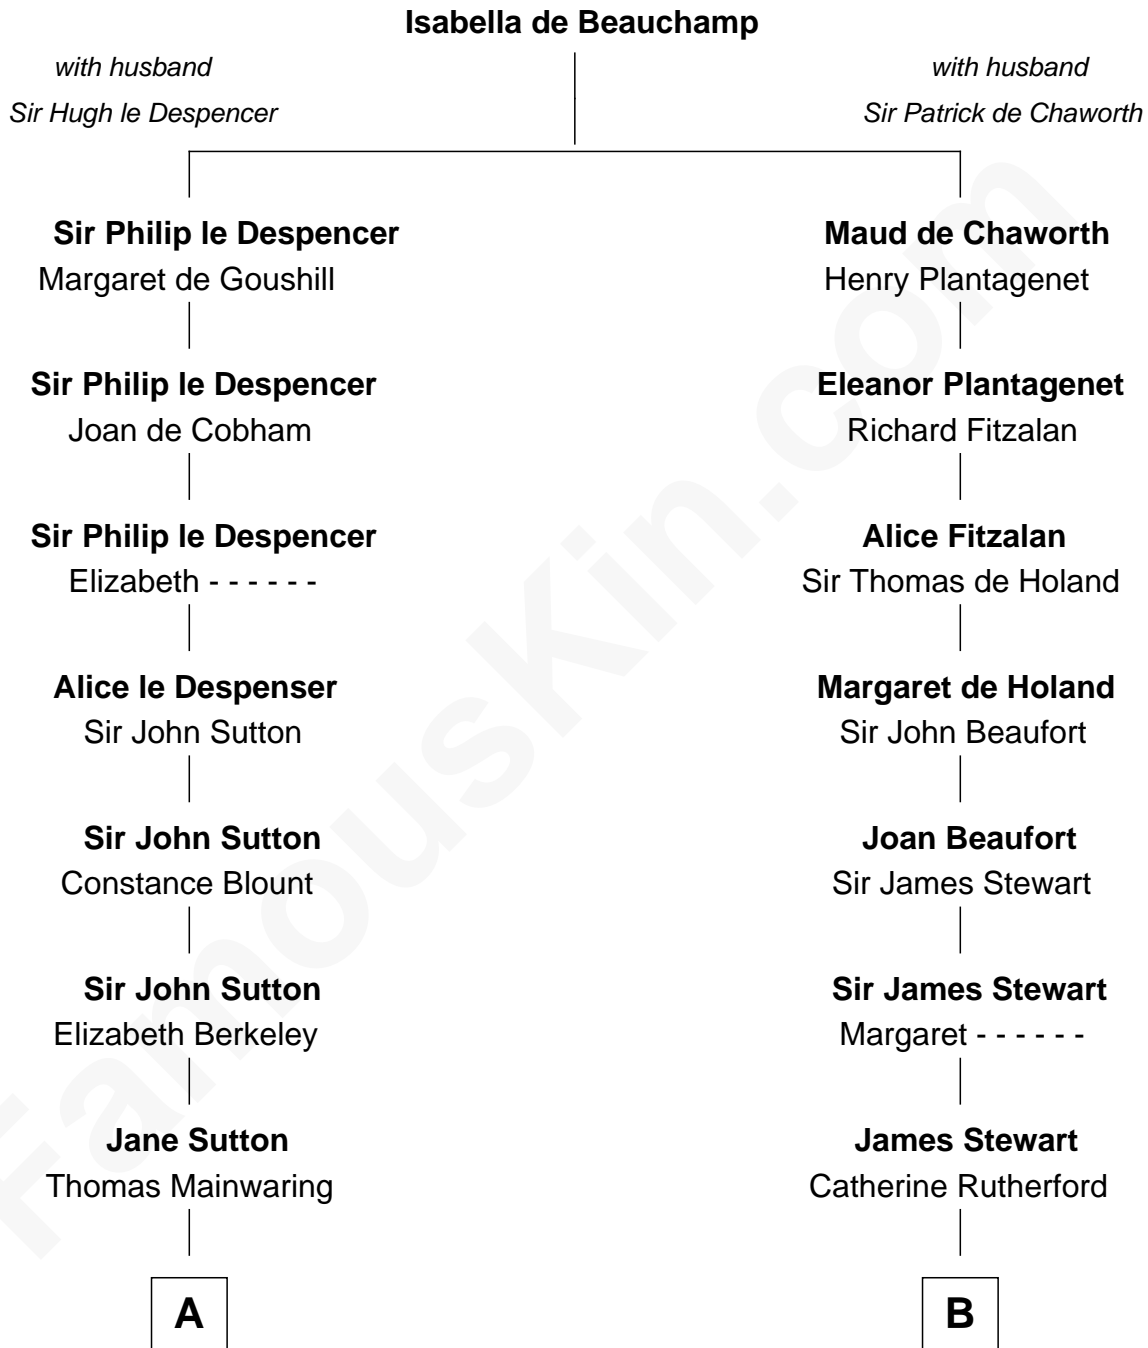 Isabella de Beauchamp
with husband
Sir Hugh le Despencer
with husband
Sir Patrick de Chaworth
Sir Philip le Despencer
Margaret de Goushill
Sir Philip le Despencer
Joan de Cobham
Sir Philip le Despencer
Elizabeth - - - - - -
Alice le Despenser
Sir John Sutton
Sir John Sutton
Constance Blount
Sir John Sutton
Elizabeth Berkeley
Jane Sutton
Thomas Mainwaring
A
Maud de Chaworth
Henry Plantagenet
Eleanor Plantagenet
Richard Fitzalan
Alice Fitzalan
Sir Thomas de Holand
Margaret de Holand
Sir John Beaufort
Joan Beaufort
Sir James Stewart
Sir James Stewart
Margaret - - - - - -
James Stewart
Catherine Rutherford
B
FamousKin.com